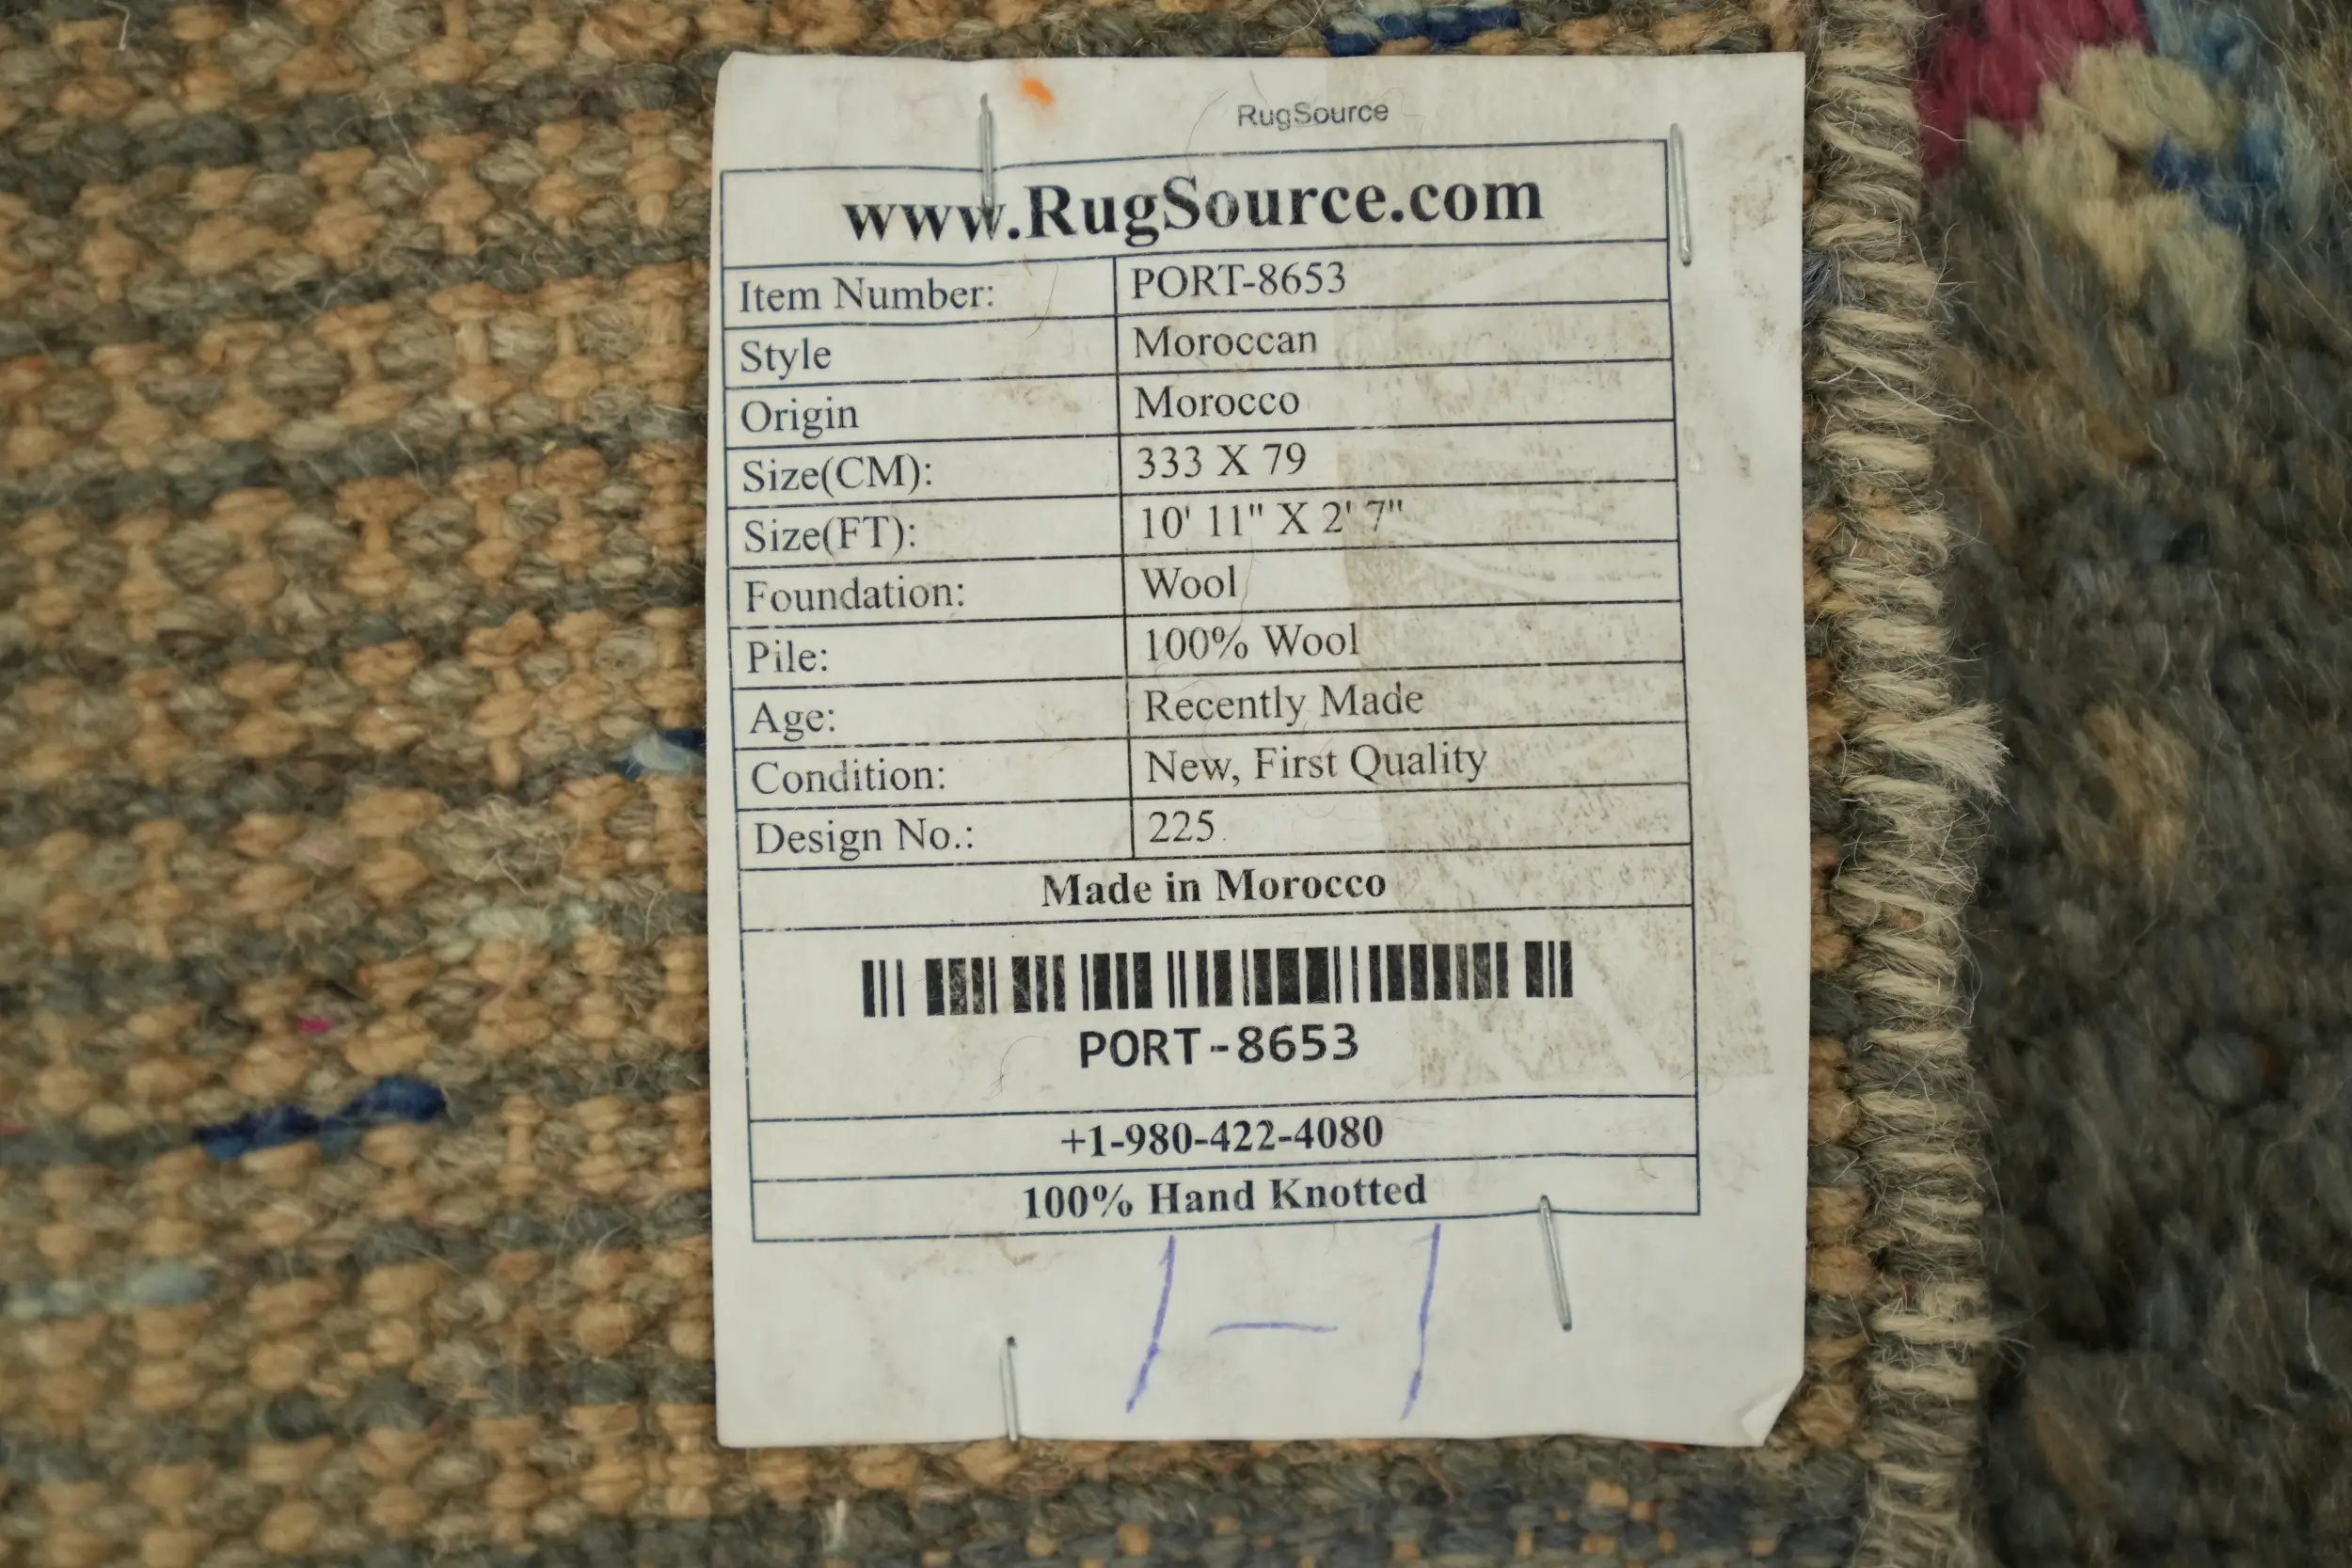 RugSource
www.RugSource.com
Item Number: PORT-8653
Style Moroccan
Origin Morocco
Size(CM): 333 X 79
Size(FT): 10' 11" X 2' 7"
Foundation: Wool
Pile: 100% Wool
Age: Recently Made
Condition: New, First Quality
Design No.: 225
Made in Morocco
PORT-8653
+1-980-422-4080
100% Hand Knotted
1-1